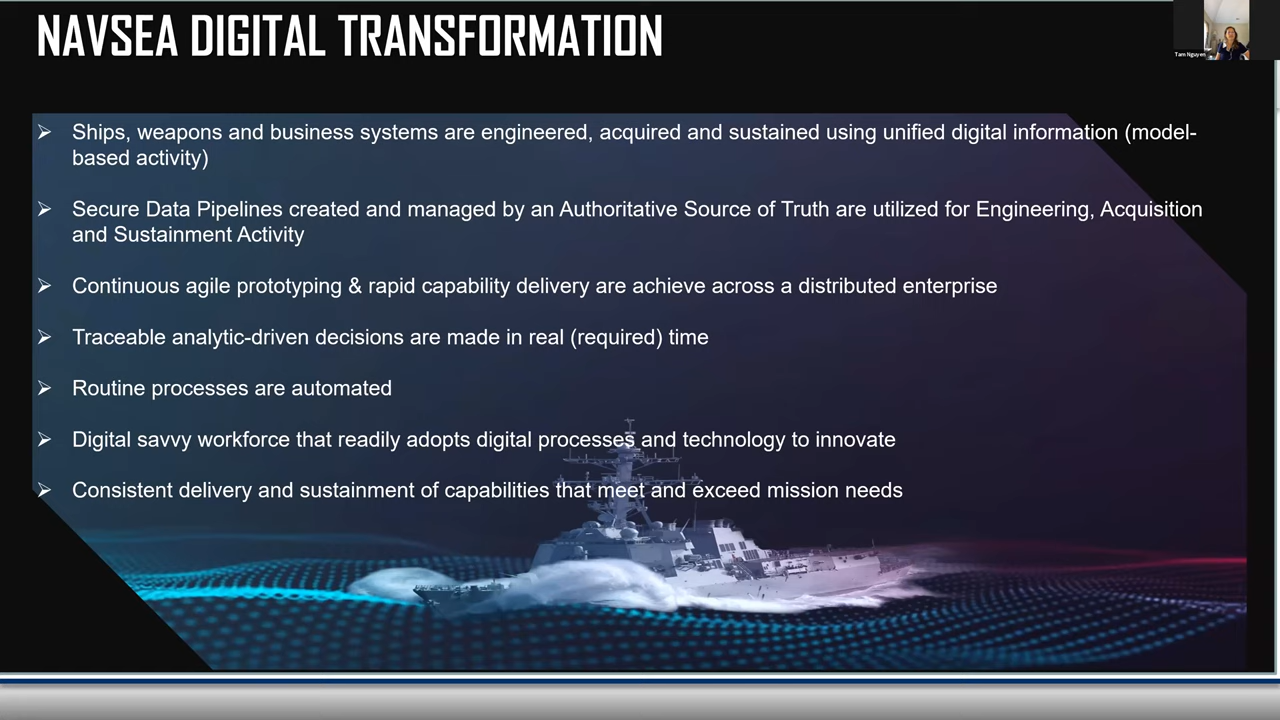 NAVSEA DIGITAL TRANSFORMATION
Tam Nguyen
➢ Ships, weapons and business systems are engineered, acquired and sustained using unified digital information (model-
based activity)
➢ Secure Data Pipelines created and managed by an Authoritative Source of Truth are utilized for Engineering, Acquisition
and Sustainment Activity
➢ Continuous agile prototyping & rapid capability delivery are achieve across a distributed enterprise
➢ Traceable analytic-driven decisions are made in real (required) time
➢ Routine processes are automated
➢ Digital savvy workforce that readily adopts digital processes and technology to innovate
➢ Consistent delivery and sustainment of capabilities that meet and exceed mission needs